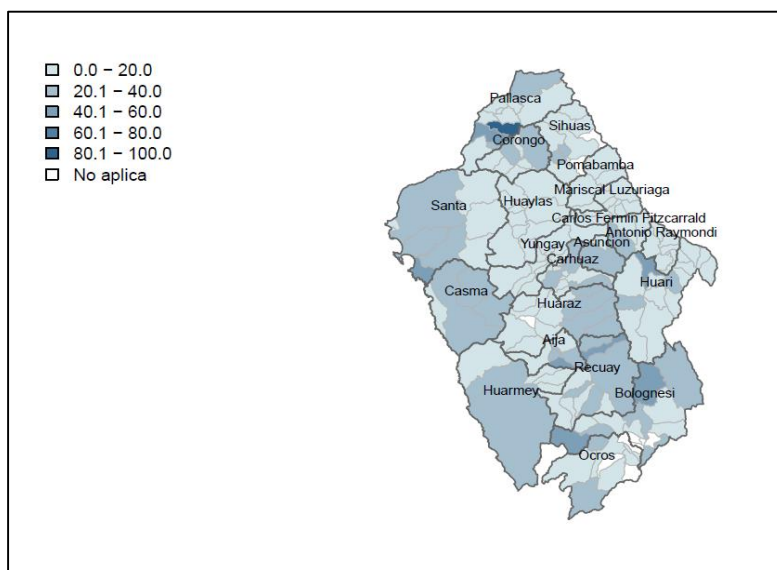 0.0 − 20.0
20.1 − 40.0
40.1 − 60.0
60.1 − 80.0
80.1 − 100.0
No aplica
Pallasca
Sihuas
Corongo
Pomabamba
Mariscal Luzuriaga
Santa
Huaylas
Carlos Fermin Fitzcarrald
Antonio Raymondi
Yungay
Asuncion
Carhuaz
Huari
Casma
Huaraz
Aija
Recuay
Huarmey
Bolognesi
Ocros